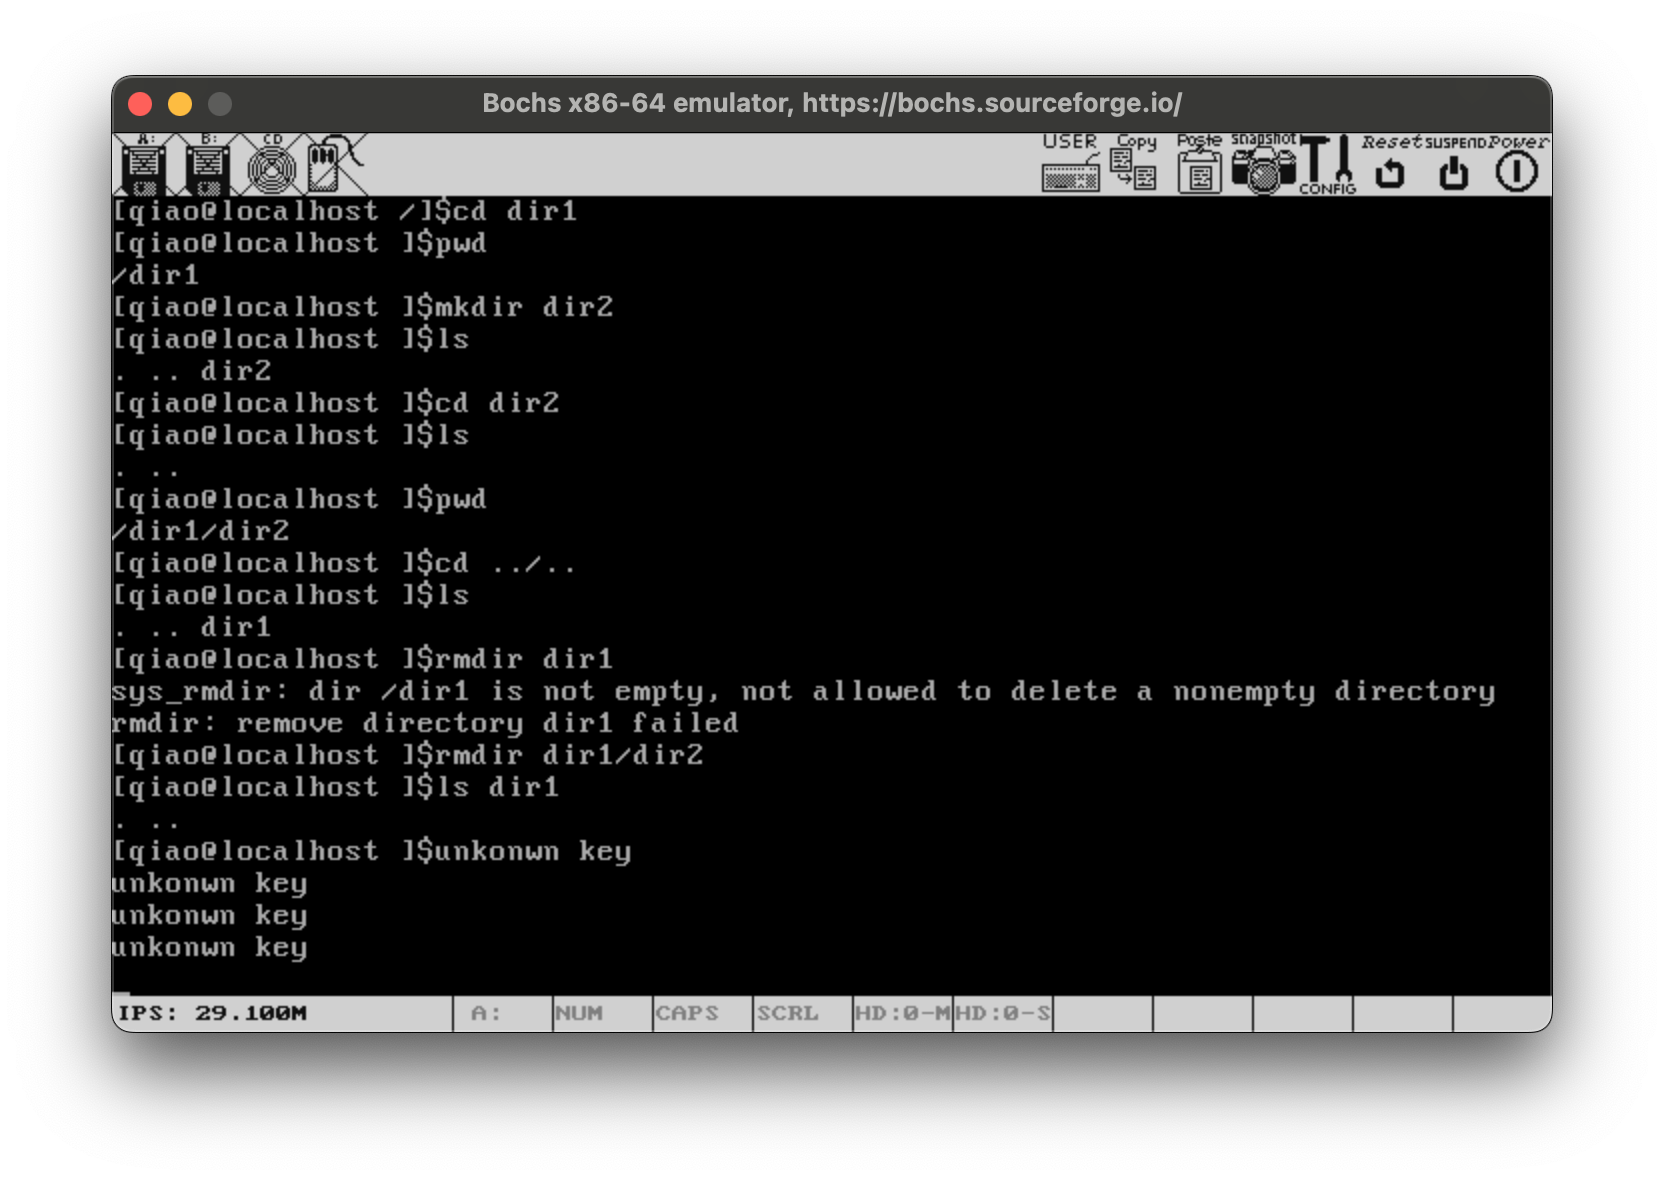 Bochs x86-64 emulator, https://bochs.sourceforge.io/
A: B: CD USER Copy Paste snapshot CONFIG Reset SUSPEND Power
[qiao@localhost /]$cd dir1
[qiao@localhost ]$pwd
/dir1
[qiao@localhost ]$mkdir dir2
[qiao@localhost ]$ls
. .. dir2
[qiao@localhost ]$cd dir2
[qiao@localhost ]$ls
. ..
[qiao@localhost ]$pwd
/dir1/dir2
[qiao@localhost ]$cd ../..
[qiao@localhost ]$ls
. .. dir1
[qiao@localhost ]$rmdir dir1
sys_rmdir: dir /dir1 is not empty, not allowed to delete a nonempty directory
rmdir: remove directory dir1 failed
[qiao@localhost ]$rmdir dir1/dir2
[qiao@localhost ]$ls dir1
. ..
[qiao@localhost ]$unkonwn key
unkonwn key
unkonwn key
unkonwn key
_
IPS: 29.100M A: NUM CAPS SCRL HD:0-M HD:0-S